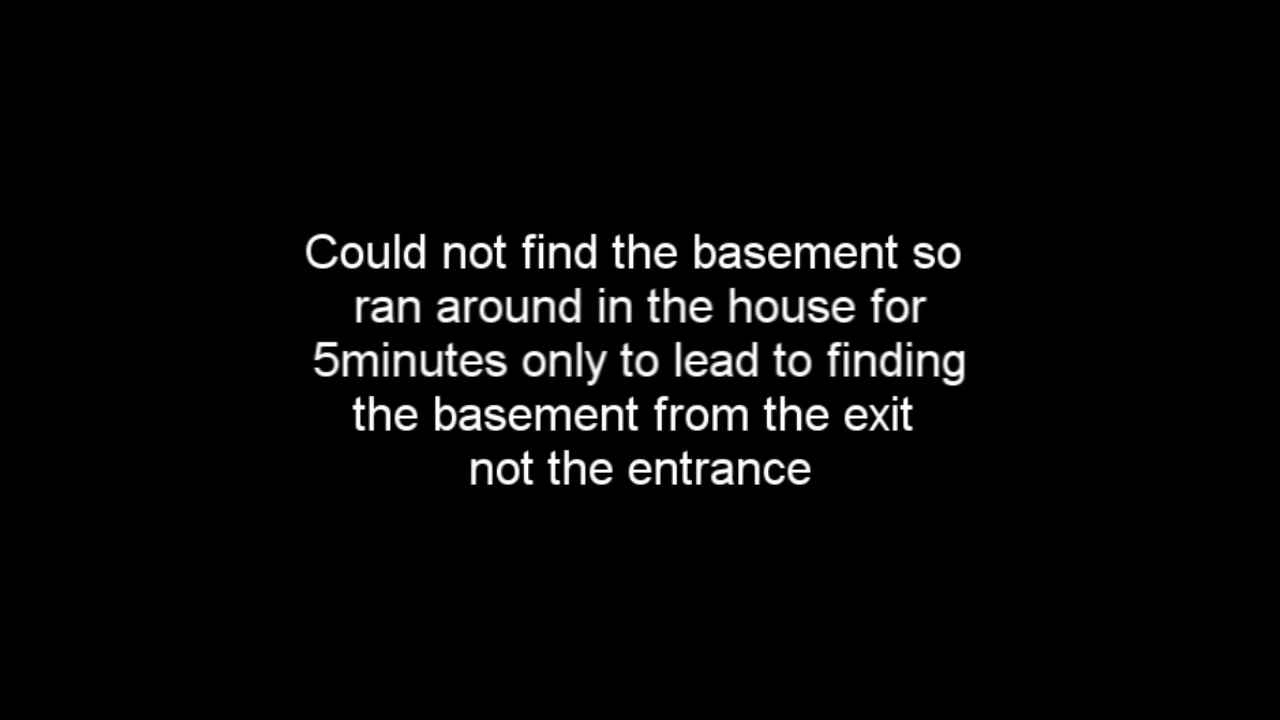 Could not find the basement so
ran around in the house for
5minutes only to lead to finding
the basement from the exit
not the entrance